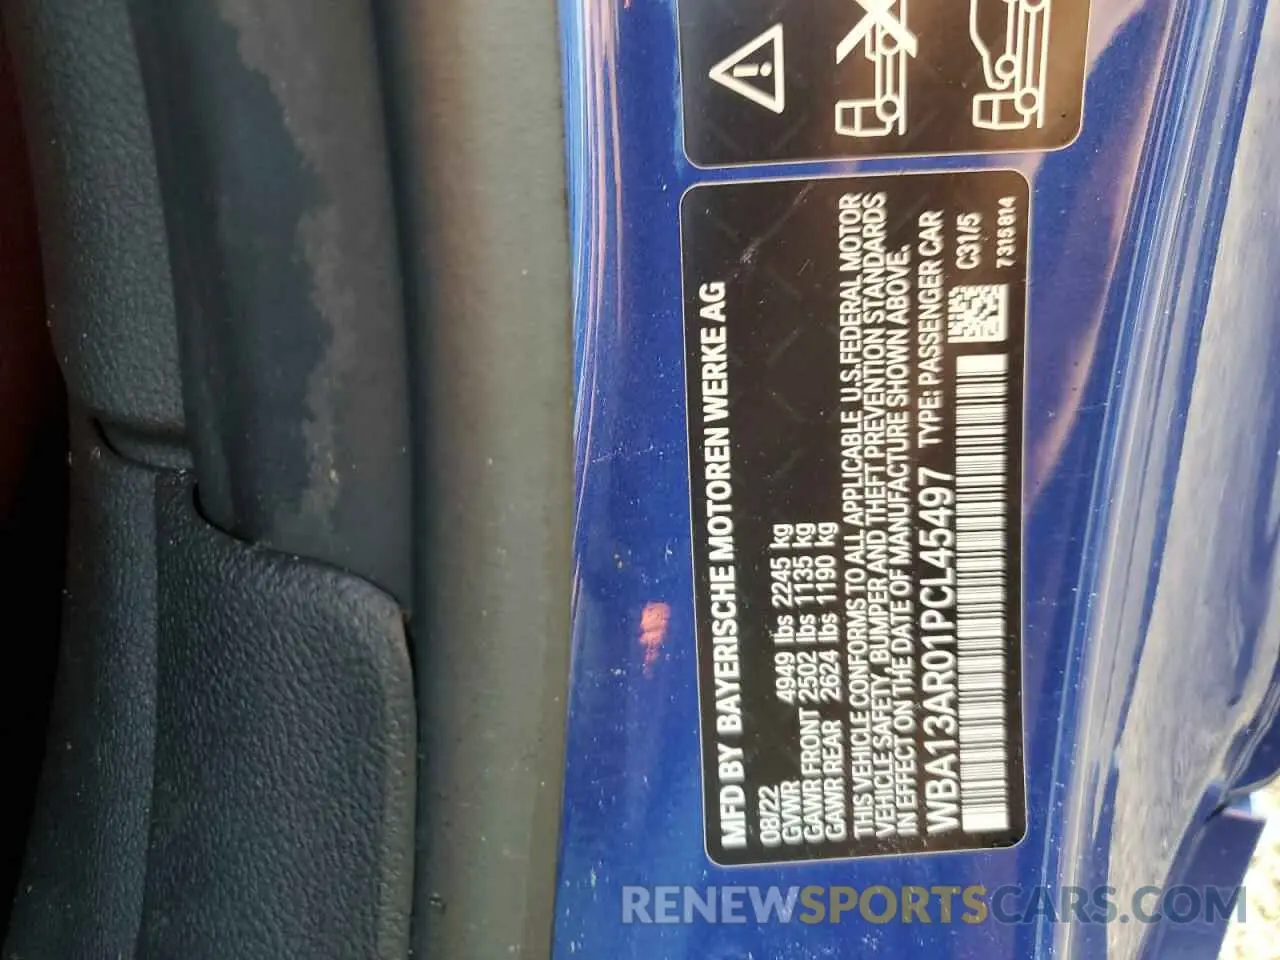 MFD BY BAYERISCHE MOTOREN WERKE AG
08/22
GVWR 4949 lbs 2245 kg
GAWR FRONT 2502 lbs 1135 kg
GAWR REAR 2624 lbs 1190 kg
THIS VEHICLE CONFORMS TO ALL APPLICABLE U.S.FEDERAL MOTOR
VEHICLE SAFETY, BUMPER AND THEFT PREVENTION STANDARDS
IN EFFECT ON THE DATE OF MANUFACTURE SHOWN ABOVE.
WBA13AR01PCL45497 TYPE: PASSENGER CAR
C31/5
7315814
RENEWSPORTSCARS.COM